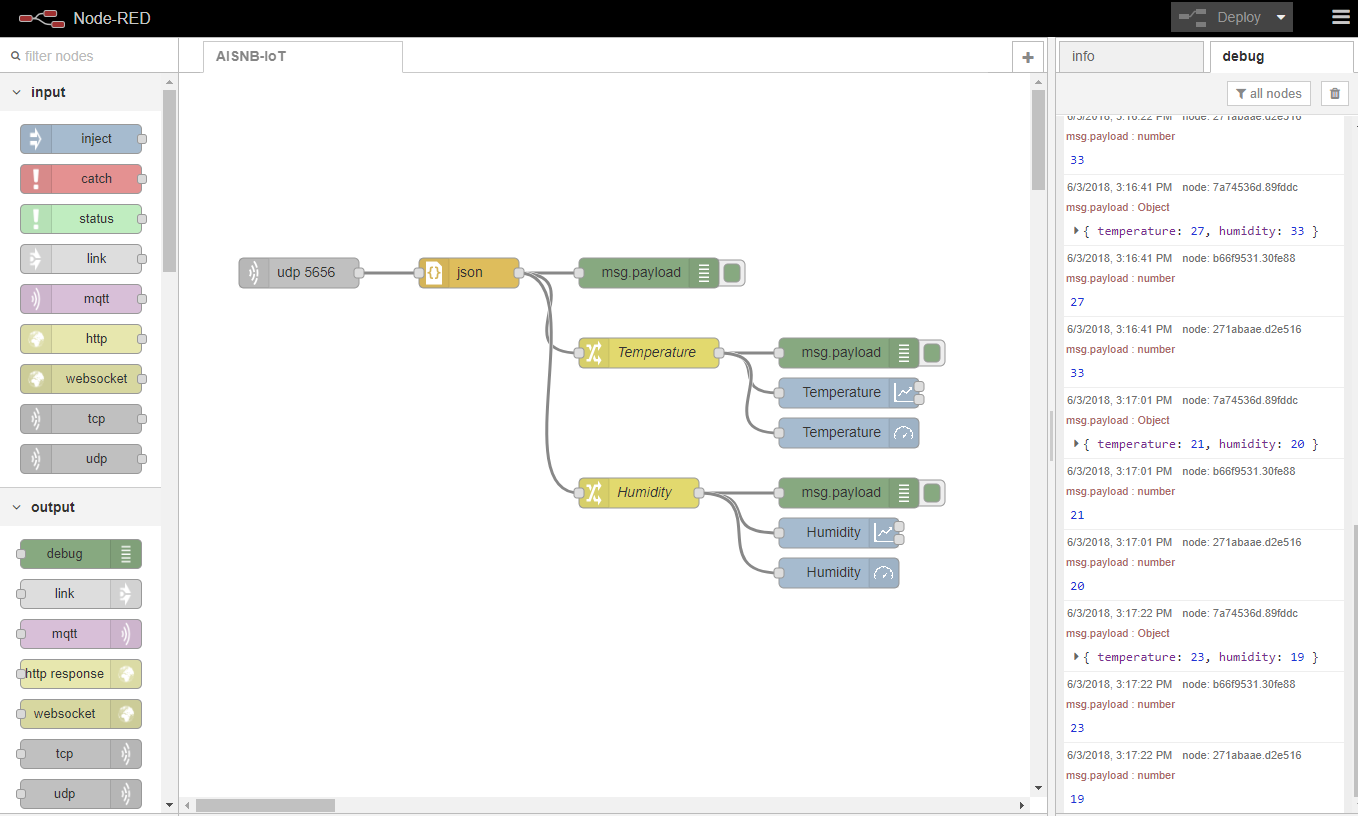 Node-RED
Deploy
filter nodes
AISNB-IoT
info
debug
all nodes
input
inject
catch
status
link
mqtt
http
websocket
tcp
udp
output
debug
link
mqtt
http response
websocket
tcp
udp
udp 5656
json
msg.payload
Temperature
msg.payload
Temperature
Temperature
Humidity
msg.payload
Humidity
Humidity
6/3/2018, 3:16:22 PM node: 271abaae.d2e516
msg.payload : number
33
6/3/2018, 3:16:41 PM node: 7a74536d.89fddc
msg.payload : Object
{ temperature: 27, humidity: 33 }
6/3/2018, 3:16:41 PM node: b66f9531.30fe88
msg.payload : number
27
6/3/2018, 3:16:41 PM node: 271abaae.d2e516
msg.payload : number
33
6/3/2018, 3:17:01 PM node: 7a74536d.89fddc
msg.payload : Object
{ temperature: 21, humidity: 20 }
6/3/2018, 3:17:01 PM node: b66f9531.30fe88
msg.payload : number
21
6/3/2018, 3:17:01 PM node: 271abaae.d2e516
msg.payload : number
20
6/3/2018, 3:17:22 PM node: 7a74536d.89fddc
msg.payload : Object
{ temperature: 23, humidity: 19 }
6/3/2018, 3:17:22 PM node: b66f9531.30fe88
msg.payload : number
23
6/3/2018, 3:17:22 PM node: 271abaae.d2e516
msg.payload : number
19